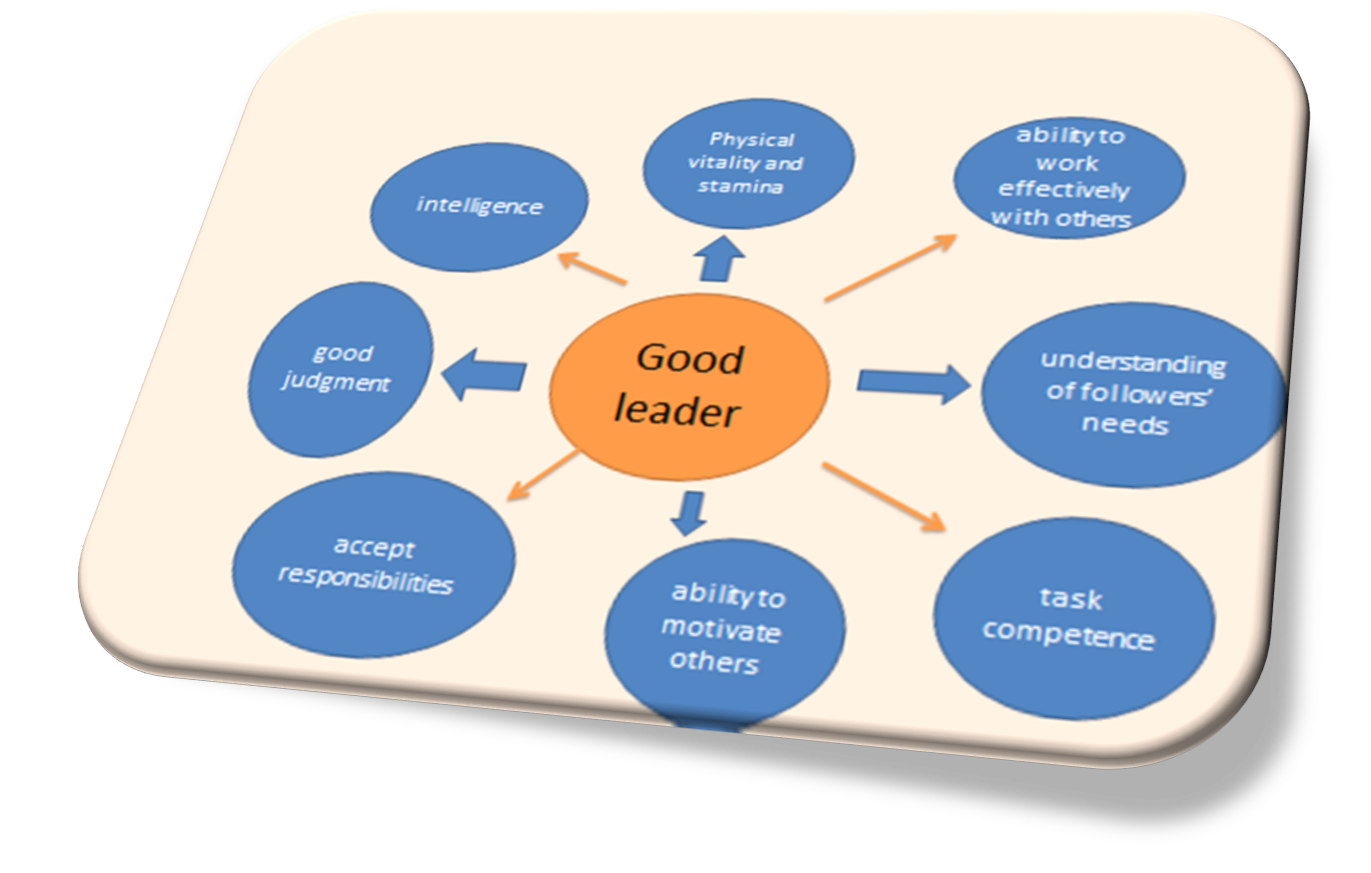 Physical
vitality and
stamina
ability to
work
effectively
with others
intelligence
good
judgment
Good
leader
understanding
of followers’
needs
accept
responsibilities
ability to
motivate
others
task
competence